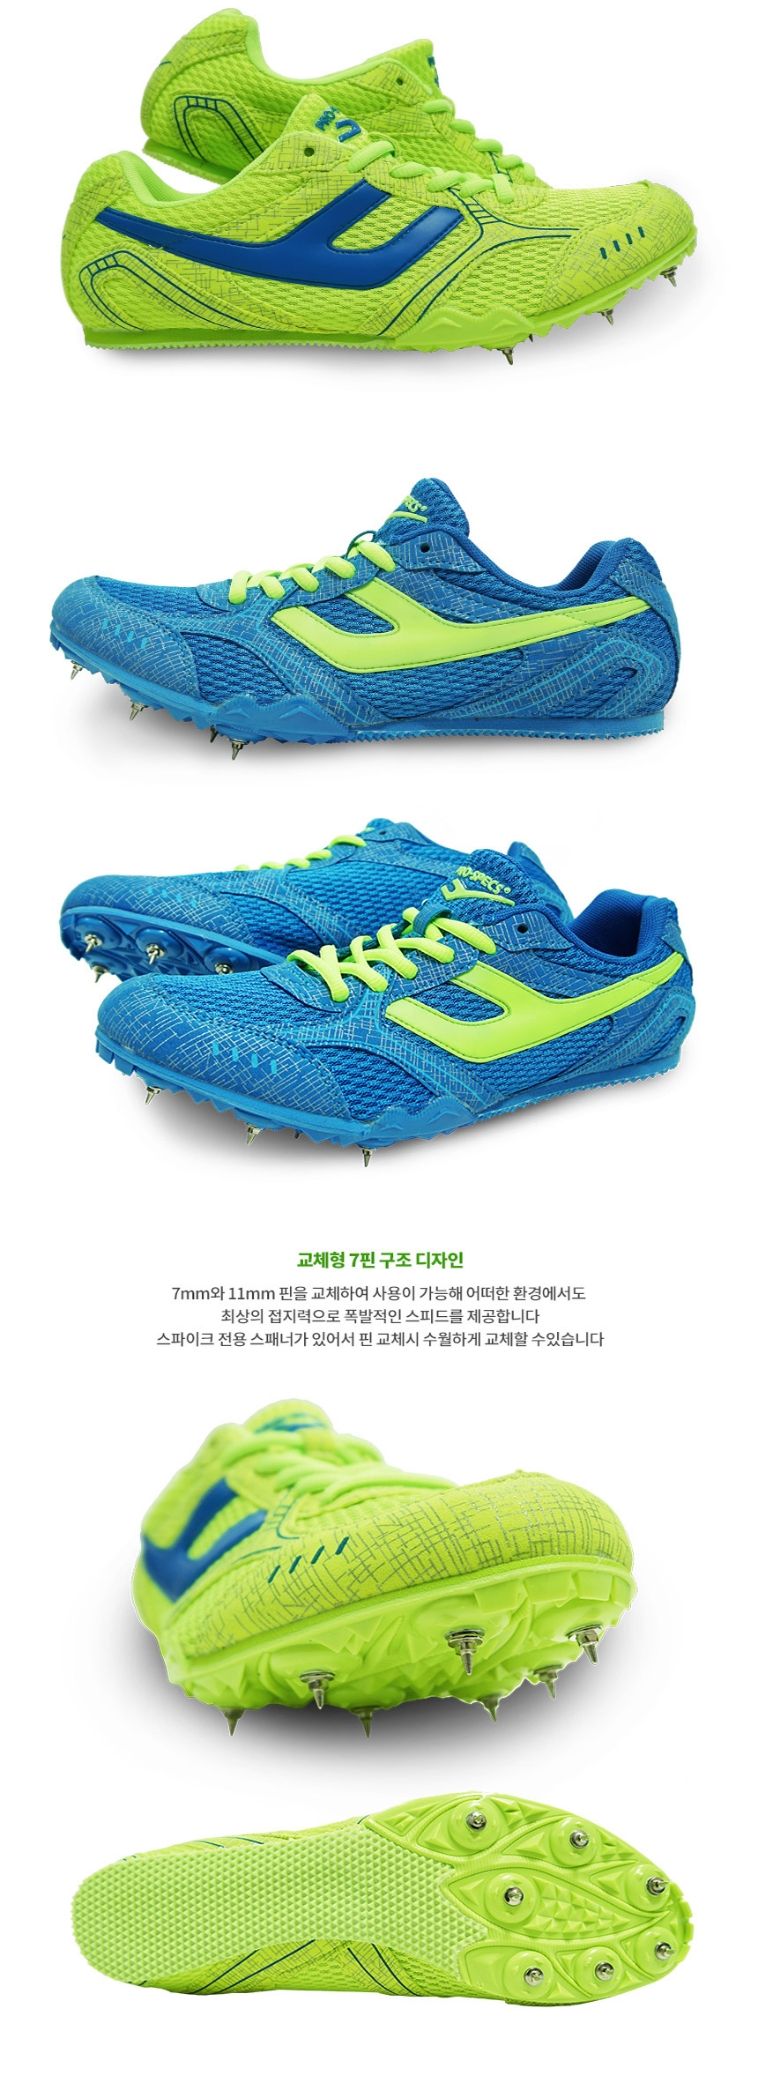 PRO-SPECS
교체형 7핀 구조 디자인
7mm와 11mm 핀을 교체하여 사용이 가능해 어떠한 환경에서도
최상의 접지력으로 폭발적인 스피드를 제공합니다
스파이크 전용 스패너가 있어서 핀 교체시 수월하게 교체할 수있습니다